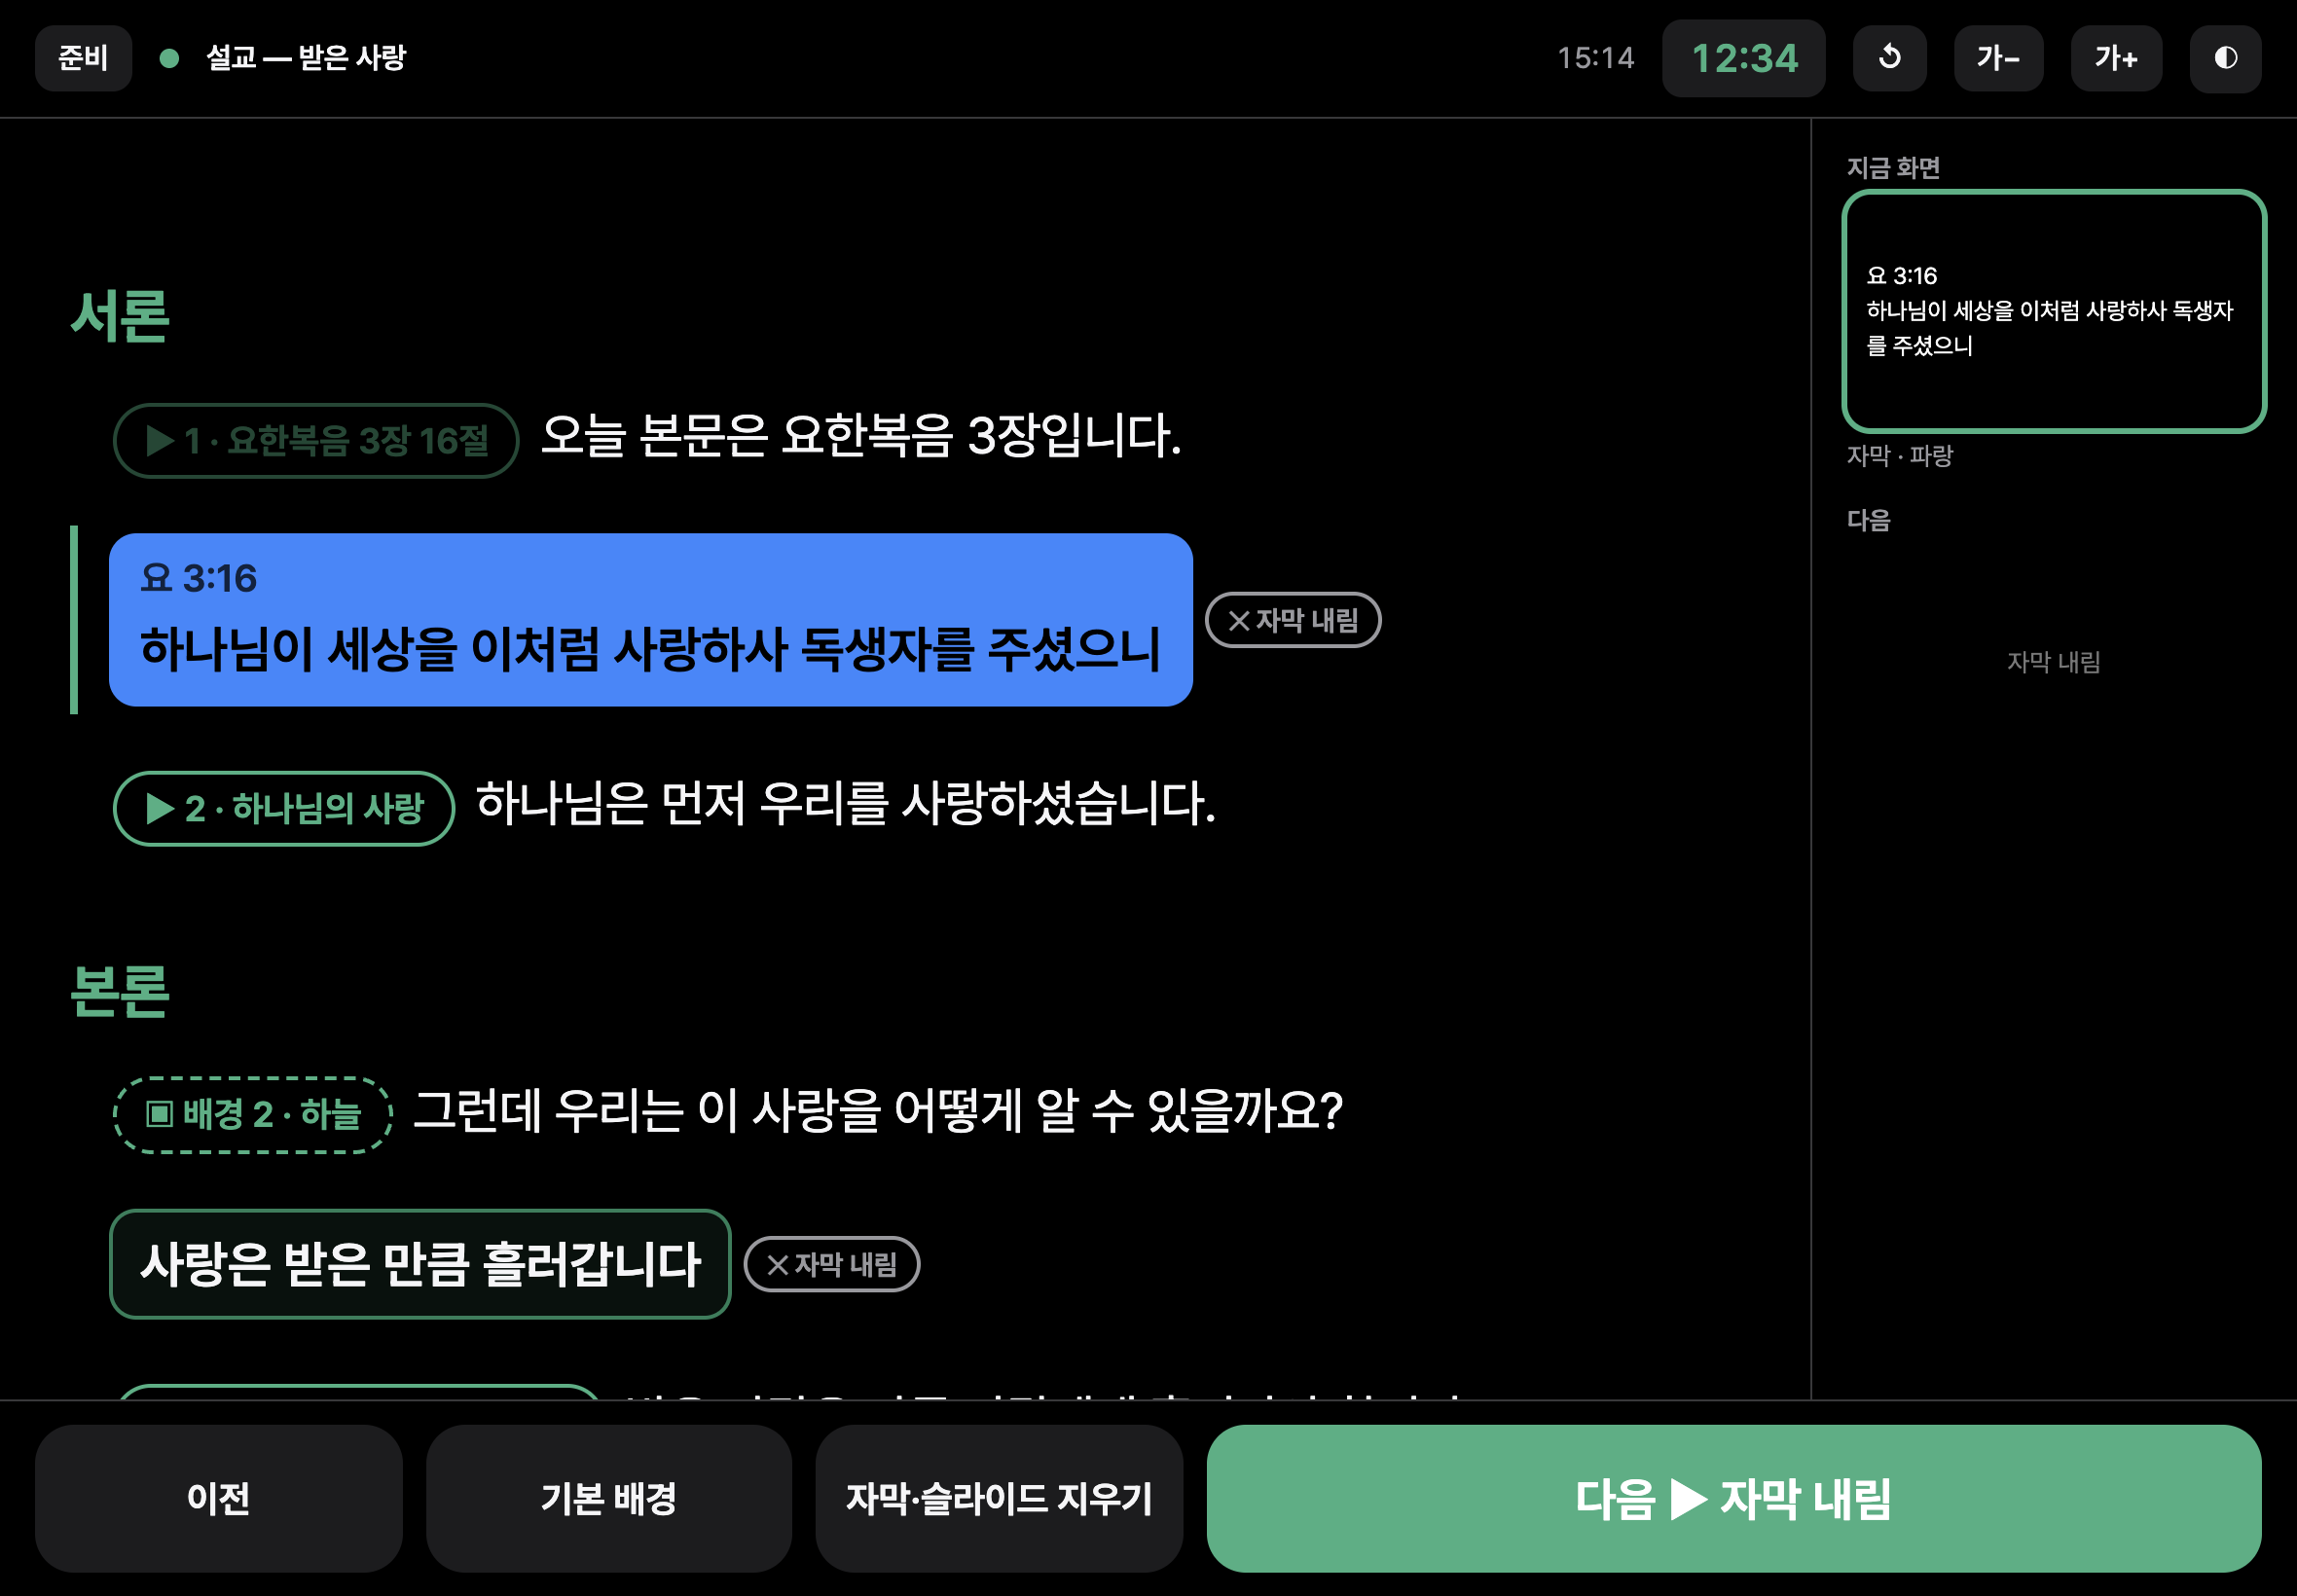 준비
설교 — 받은 사랑
15:14
12:34
가−
가+
서론
▶ 1 · 요한복음 3장 16절 오늘 본문은 요한복음 3장입니다.
요 3:16
하나님이 세상을 이처럼 사랑하사 독생자를 주셨으니
✕ 자막 내림
▶ 2 · 하나님의 사랑 하나님은 먼저 우리를 사랑하셨습니다.
본론
▣ 배경 2 · 하늘 그런데 우리는 이 사랑을 어떻게 알 수 있을까요?
사랑은 받은 만큼 흘러갑니다
✕ 자막 내림
지금 화면
요 3:16
하나님이 세상을 이처럼 사랑하사 독생자
를 주셨으니
자막 · 파랑
다음
자막 내림
이전
기본 배경
자막·슬라이드 지우기
다음 ▶ 자막 내림